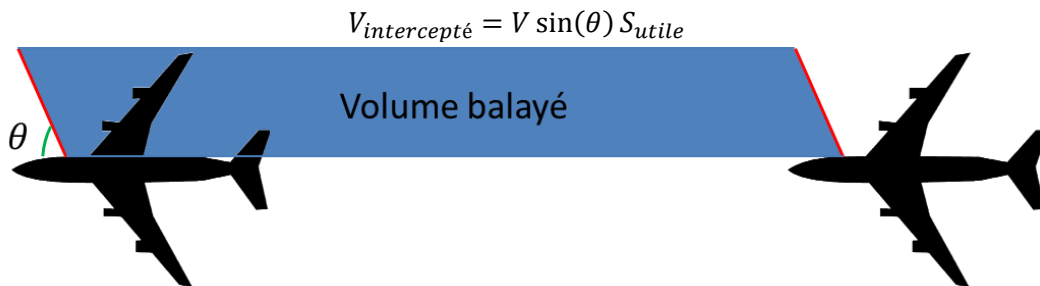 V_{intercepté} = V sin(θ) S_{utile}
Volume balayé
θ